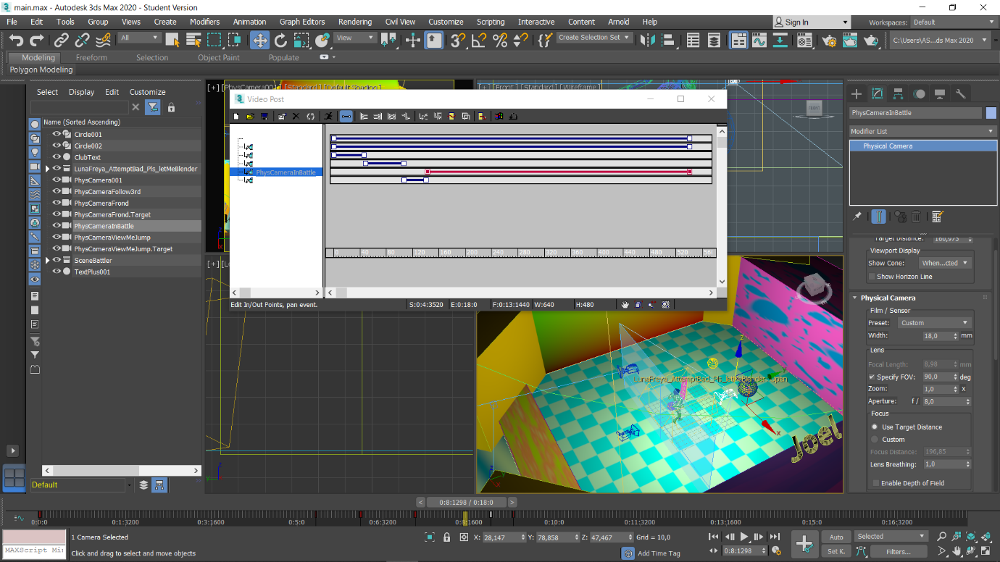 main.max - Autodesk 3ds Max 2020 - Student Version
File Edit Tools Group Views Create Modifiers Animation Graph Editors Rendering Civil View Customize Scripting Interactive Content Arnold Help Sign In Workspaces: Default
All View Create Selection Set C:\Users\AS...ds Max 2020
Modeling Freeform Selection Object Paint Populate
Polygon Modeling
Select Display Edit Customize
Name (Sorted Ascending)
Circle001
Circle002
ClubText
LunaFreya_AttemptBad_Pls_letMeBlender
PhysCamera001
PhysCameraFollow3rd
PhysCameraFrond
PhysCameraFrond.Target
PhysCameraInBattle
PhysCameraViewMeJump
PhysCameraViewMeJump.Target
SceneBattler
TextPlus001
Default
[+] [PhysCamera00 [Standard] [Default Shading]
[+] [Front] [Standard] [Wireframe]
FRONT
Video Post
PhysCameraInBattle
0 40 80 120 160 200 240 280 320 360 400 440 480 520 560
Edit In/Out Points, pan event. S:0:4:3520 E:0:18:0 F:0:13:1440 W:640 H:480
LunaFreya_AttemptBad_Pls_letMeBlender
Joel
PhysCameraInBattle
Modifier List
Physical Camera
Target Distance: 160,975
Viewport Display
Show Cone: When...cted
Show Horizon Line
Physical Camera
Film / Sensor
Preset: Custom
Width: 18,0 mm
Lens
Focal Length: 8,98 mm
Specify FOV: 90,0 deg
Zoom: 1,0 x
Aperture: f / 8,0
Focus
Use Target Distance
Custom
Focus Distance: 196,85
Lens Breathing: 1,0
Enable Depth of Field
< 0:8:1298 / 0:18:0 >
0:0:0 0:1:3200 0:3:1600 0:5:0 0:6:3200 0:8:1600 0:10:0 0:11:3200 0:13:1600 0:15:0 0:16:3200
1 Camera Selected X: 28,147 Y: 78,858 Z: 47,467 Grid = 10,0 Auto Selected
MAXScript Mi Click and drag to select and move objects Add Time Tag 0:8:1298 Set K. Filters...